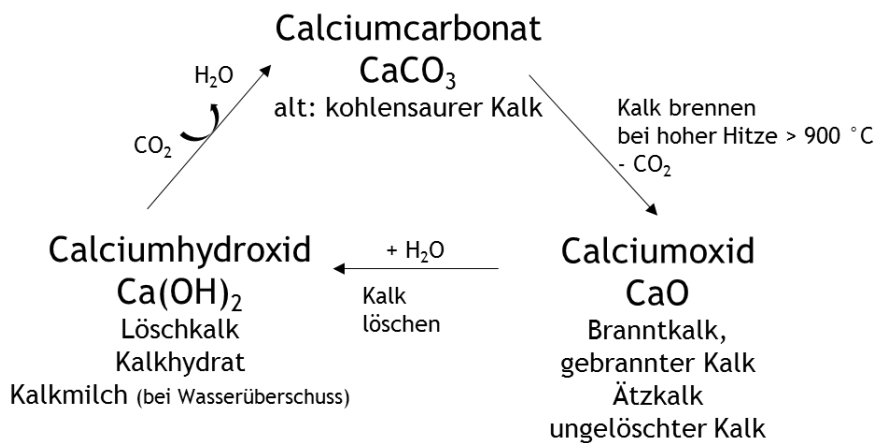 Calciumcarbonat
CaCO₃
alt: kohlensaurer Kalk
H₂O
CO₂
Kalk brennen
bei hoher Hitze > 900 °C
- CO₂
Calciumhydroxid
Ca(OH)₂
Löschkalk
Kalkhydrat
Kalkmilch (bei Wasserüberschuss)
+ H₂O
Kalk
löschen
Calciumoxid
CaO
Branntkalk,
gebrannter Kalk
Ätzkalk
ungelöschter Kalk